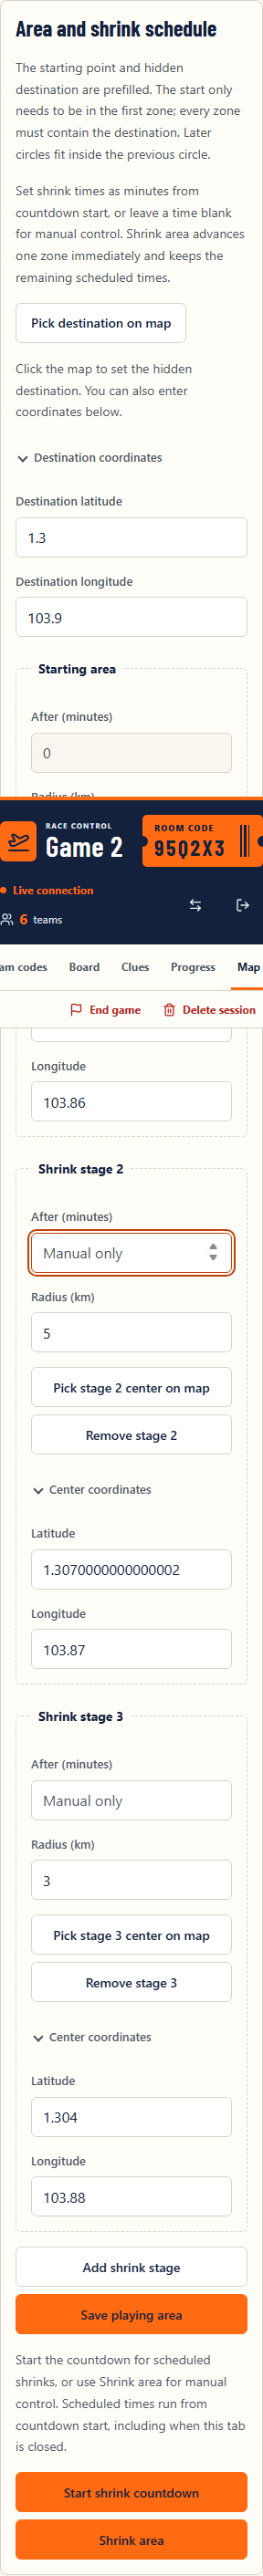 Area and shrink schedule
The starting point and hidden
destination are prefilled. The start only
needs to be in the first zone; every zone
must contain the destination. Later
circles fit inside the previous circle.
Set shrink times as minutes from
countdown start, or leave a time blank
for manual control. Shrink area advances
one zone immediately and keeps the
remaining scheduled times.
Pick destination on map
Click the map to set the hidden
destination. You can also enter
coordinates below.
Destination coordinates
Destination latitude
1.3
Destination longitude
103.9
Starting area
After (minutes)
0
RACE CONTROL
Game 2
ROOM CODE
95Q2X3
Live connection
6 teams
am codes
Board
Clues
Progress
Map
End game
Delete session
Longitude
103.86
Shrink stage 2
After (minutes)
Manual only
Radius (km)
5
Pick stage 2 center on map
Remove stage 2
Center coordinates
Latitude
1.3070000000000002
Longitude
103.87
Shrink stage 3
After (minutes)
Manual only
Radius (km)
3
Pick stage 3 center on map
Remove stage 3
Center coordinates
Latitude
1.304
Longitude
103.88
Add shrink stage
Save playing area
Start the countdown for scheduled
shrinks, or use Shrink area for manual
control. Scheduled times run from
countdown start, including when this tab
is closed.
Start shrink countdown
Shrink area